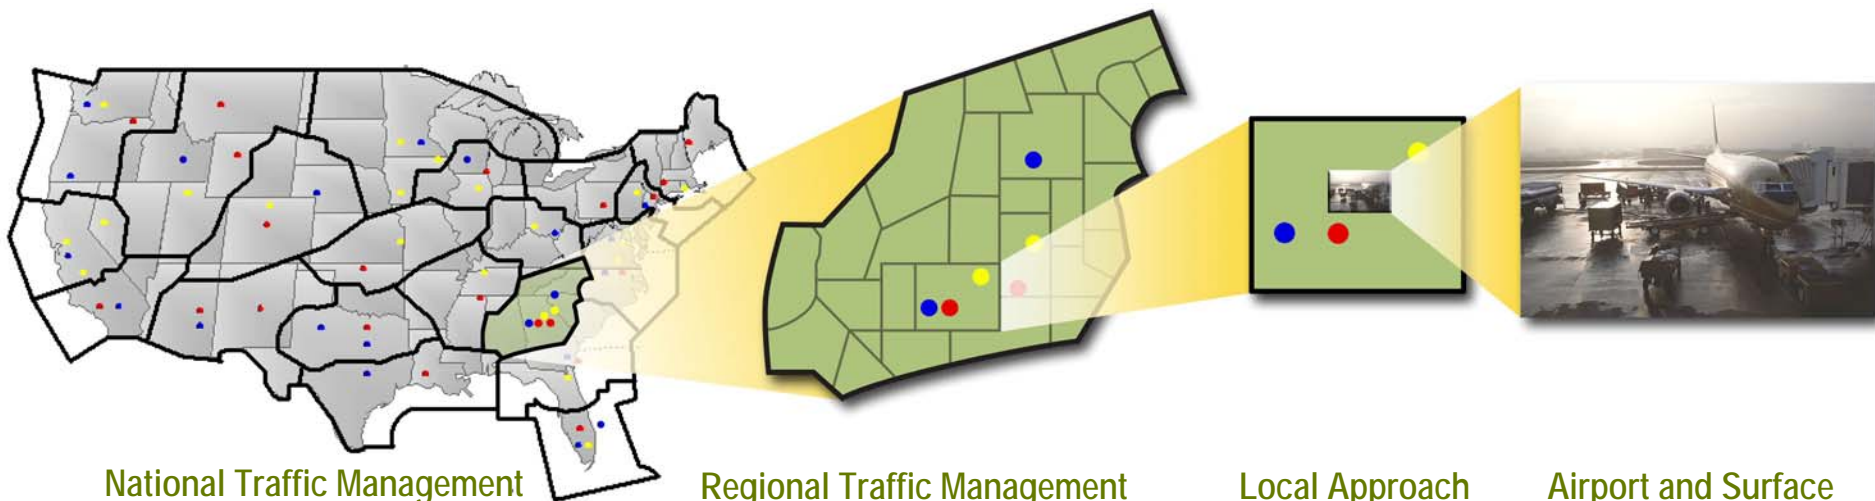 National Traffic Management
Regional Traffic Management
Local Approach
Airport and Surface